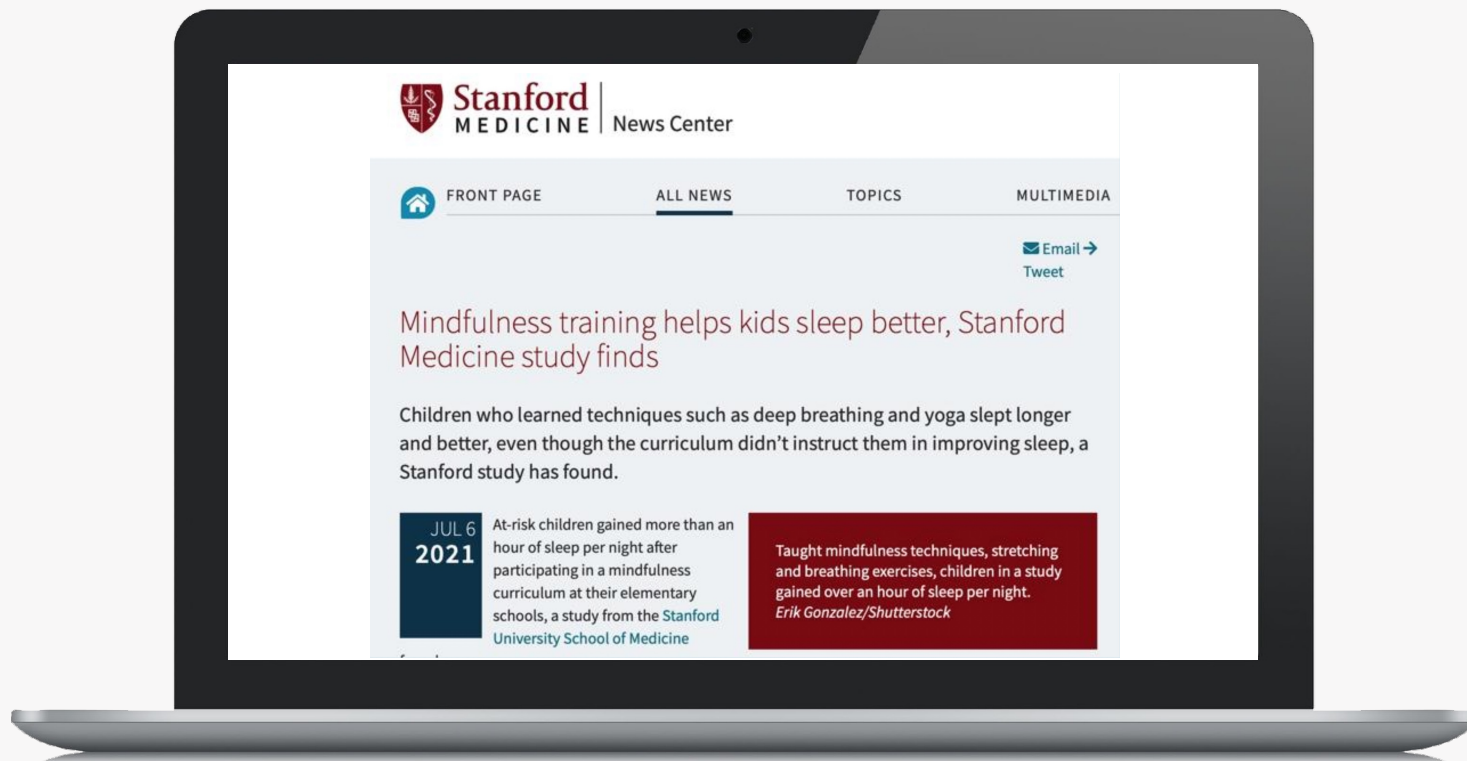 Stanford
MEDICINE
News Center
FRONT PAGE
ALL NEWS
TOPICS
MULTIMEDIA
Email
Tweet
Mindfulness training helps kids sleep better, Stanford
Medicine study finds
Children who learned techniques such as deep breathing and yoga slept longer
and better, even though the curriculum didn’t instruct them in improving sleep, a
Stanford study has found.
JUL 6
2021
At-risk children gained more than an
hour of sleep per night after
participating in a mindfulness
curriculum at their elementary
schools, a study from the Stanford
University School of Medicine
Taught mindfulness techniques, stretching
and breathing exercises, children in a study
gained over an hour of sleep per night.
Erik Gonzalez/Shutterstock